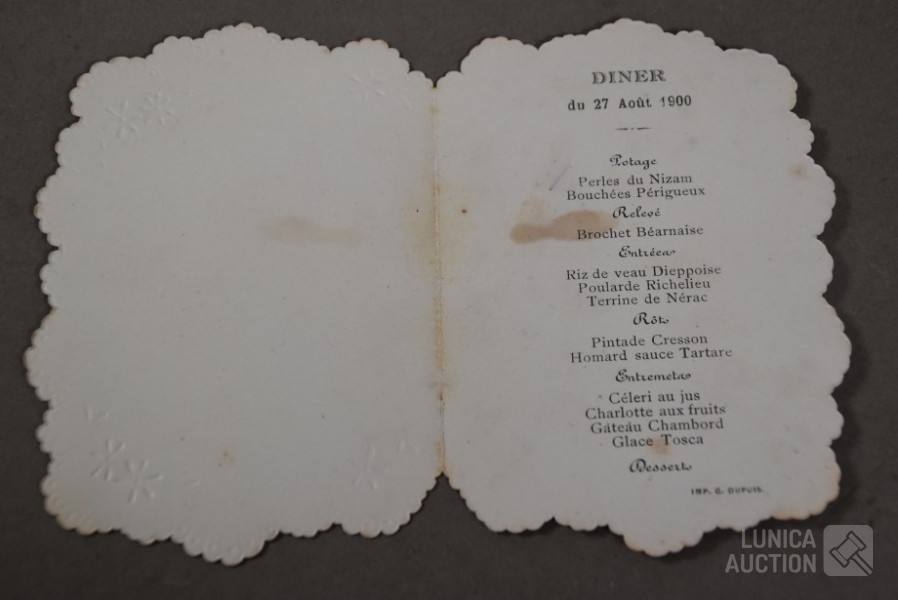 DINER
du 27 Août 1900
Potage
Perles du Nizam
Bouchées Périgueux
Relevé
Brochet Béarnaise
Entrées
Riz de veau Dieppoise
Poularde Richelieu
Terrine de Nérac
Rôts
Pintade Cresson
Homard sauce Tartare
Entremets
Céleri au jus
Charlotte aux fruits
Gâteau Chambord
Glace Tosca
Desserts
IMP. G. DUPUIS.
LUNICA
AUCTION